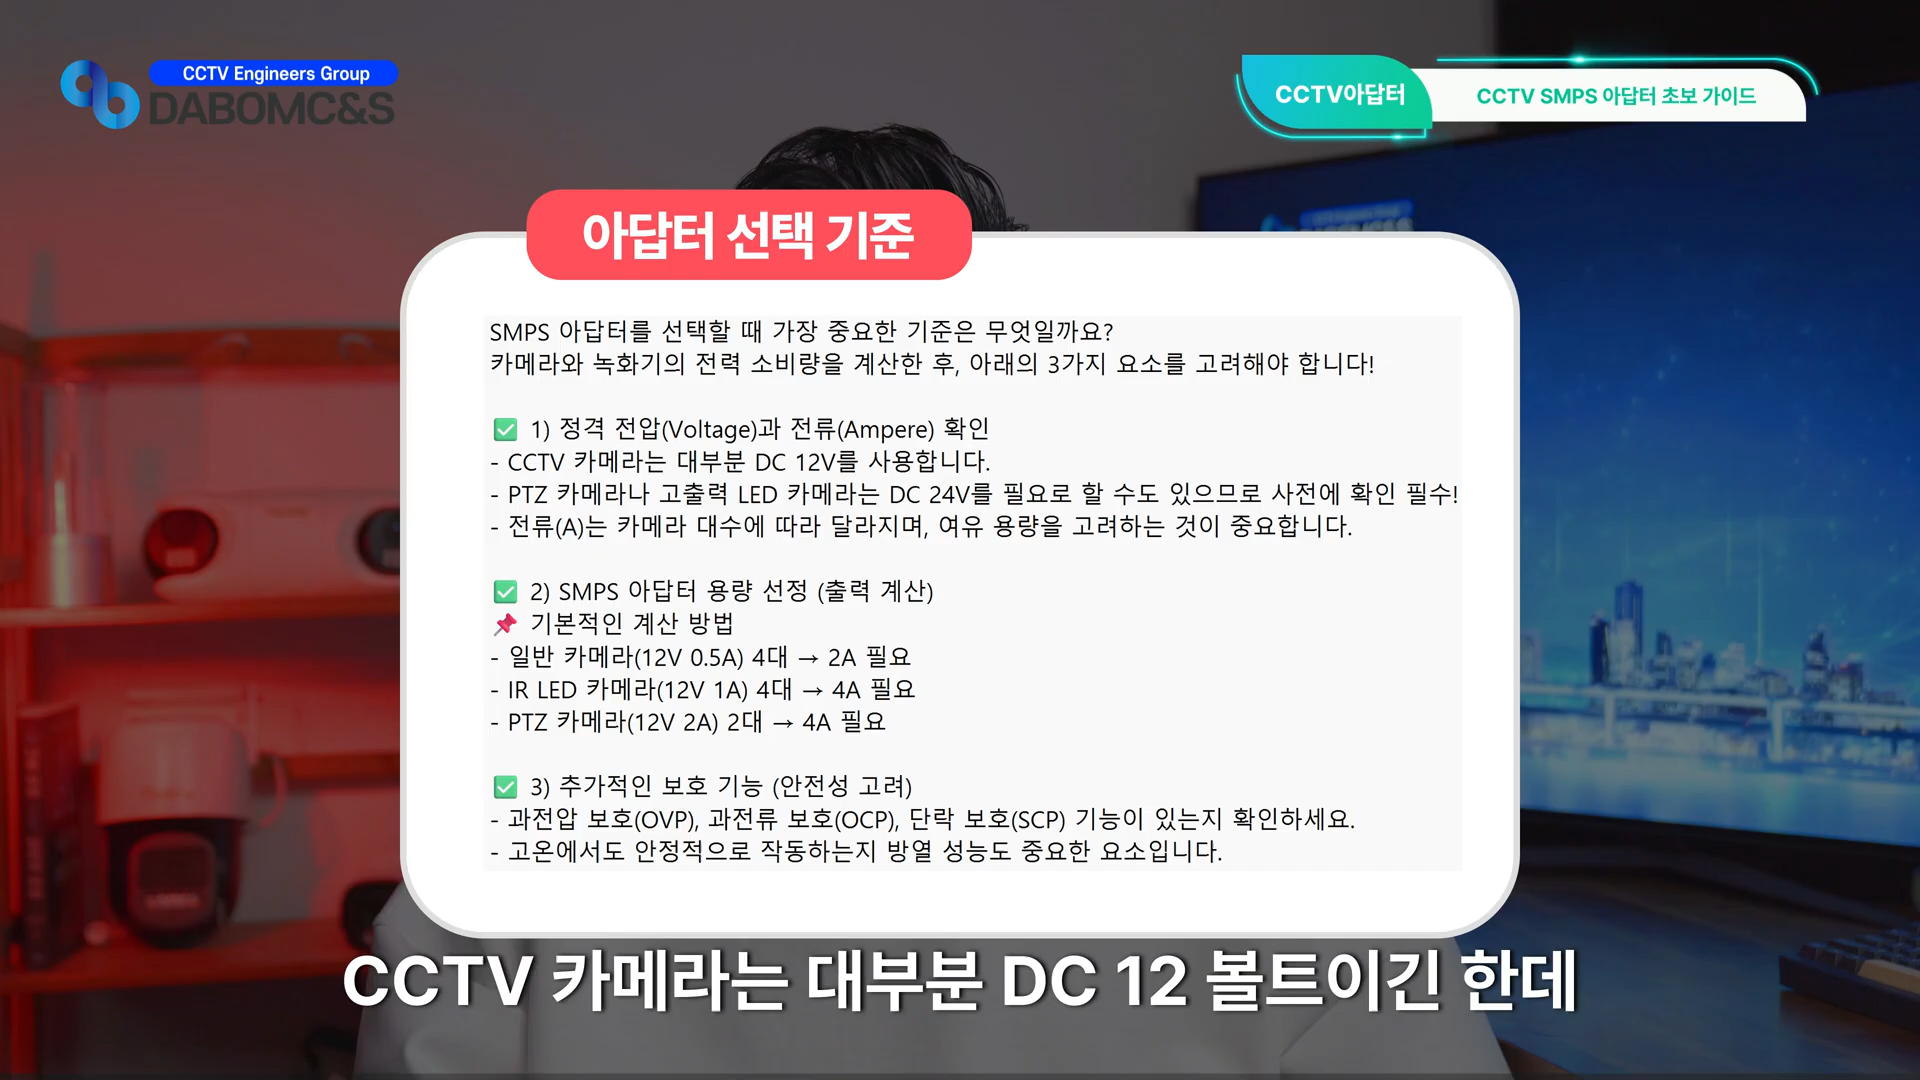 CCTV Engineers Group
DABOMC&S
CCTV아답터
CCTV SMPS 아답터 초보 가이드
아답터 선택 기준
SMPS 아답터를 선택할 때 가장 중요한 기준은 무엇일까요?
카메라와 녹화기의 전력 소비량을 계산한 후, 아래의 3가지 요소를 고려해야 합니다!
✅ 1) 정격 전압(Voltage)과 전류(Ampere) 확인
- CCTV 카메라는 대부분 DC 12V를 사용합니다.
- PTZ 카메라나 고출력 LED 카메라는 DC 24V를 필요로 할 수도 있으므로 사전에 확인 필수!
- 전류(A)는 카메라 대수에 따라 달라지며, 여유 용량을 고려하는 것이 중요합니다.
✅ 2) SMPS 아답터 용량 선정 (출력 계산)
📌 기본적인 계산 방법
- 일반 카메라(12V 0.5A) 4대 → 2A 필요
- IR LED 카메라(12V 1A) 4대 → 4A 필요
- PTZ 카메라(12V 2A) 2대 → 4A 필요
✅ 3) 추가적인 보호 기능 (안전성 고려)
- 과전압 보호(OVP), 과전류 보호(OCP), 단락 보호(SCP) 기능이 있는지 확인하세요.
- 고온에서도 안정적으로 작동하는지 방열 성능도 중요한 요소입니다.
CCTV 카메라는 대부분 DC 12 볼트이긴 한데